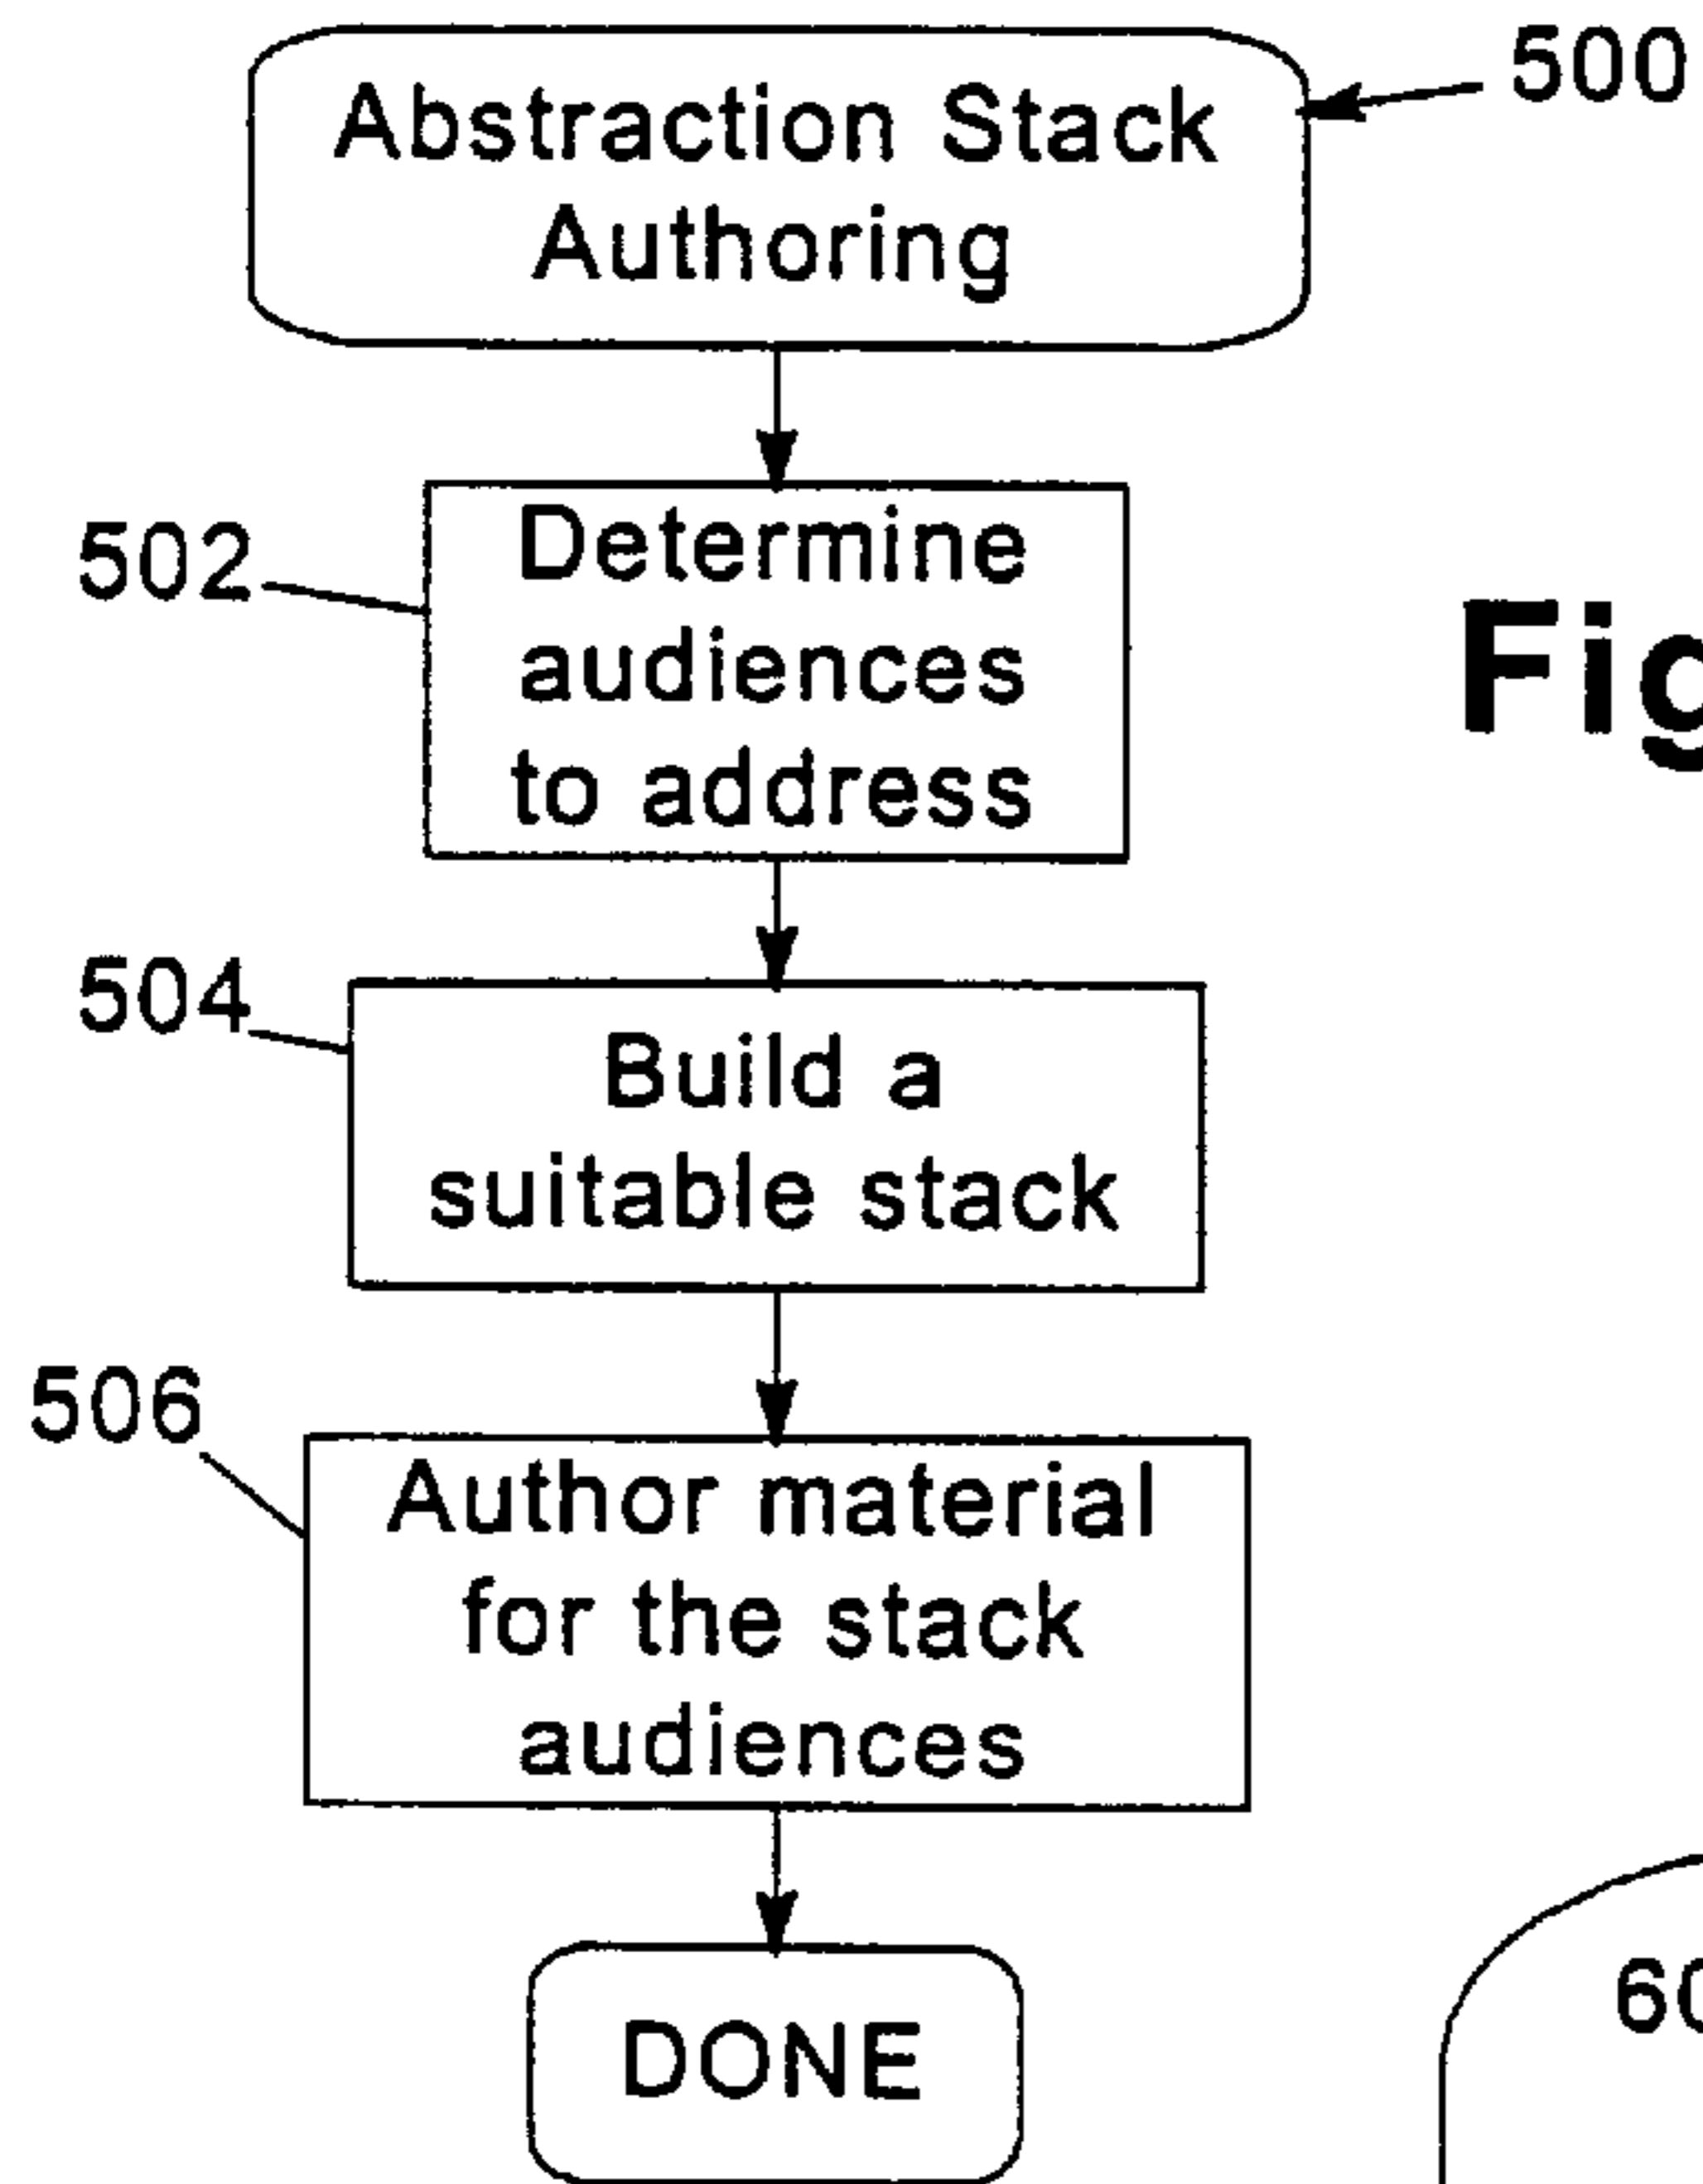 Abstraction Stack
Authoring
500
502
Determine
audiences
to address
Fig
504
Build a
suitable stack
506
Author material
for the stack
audiences
DONE